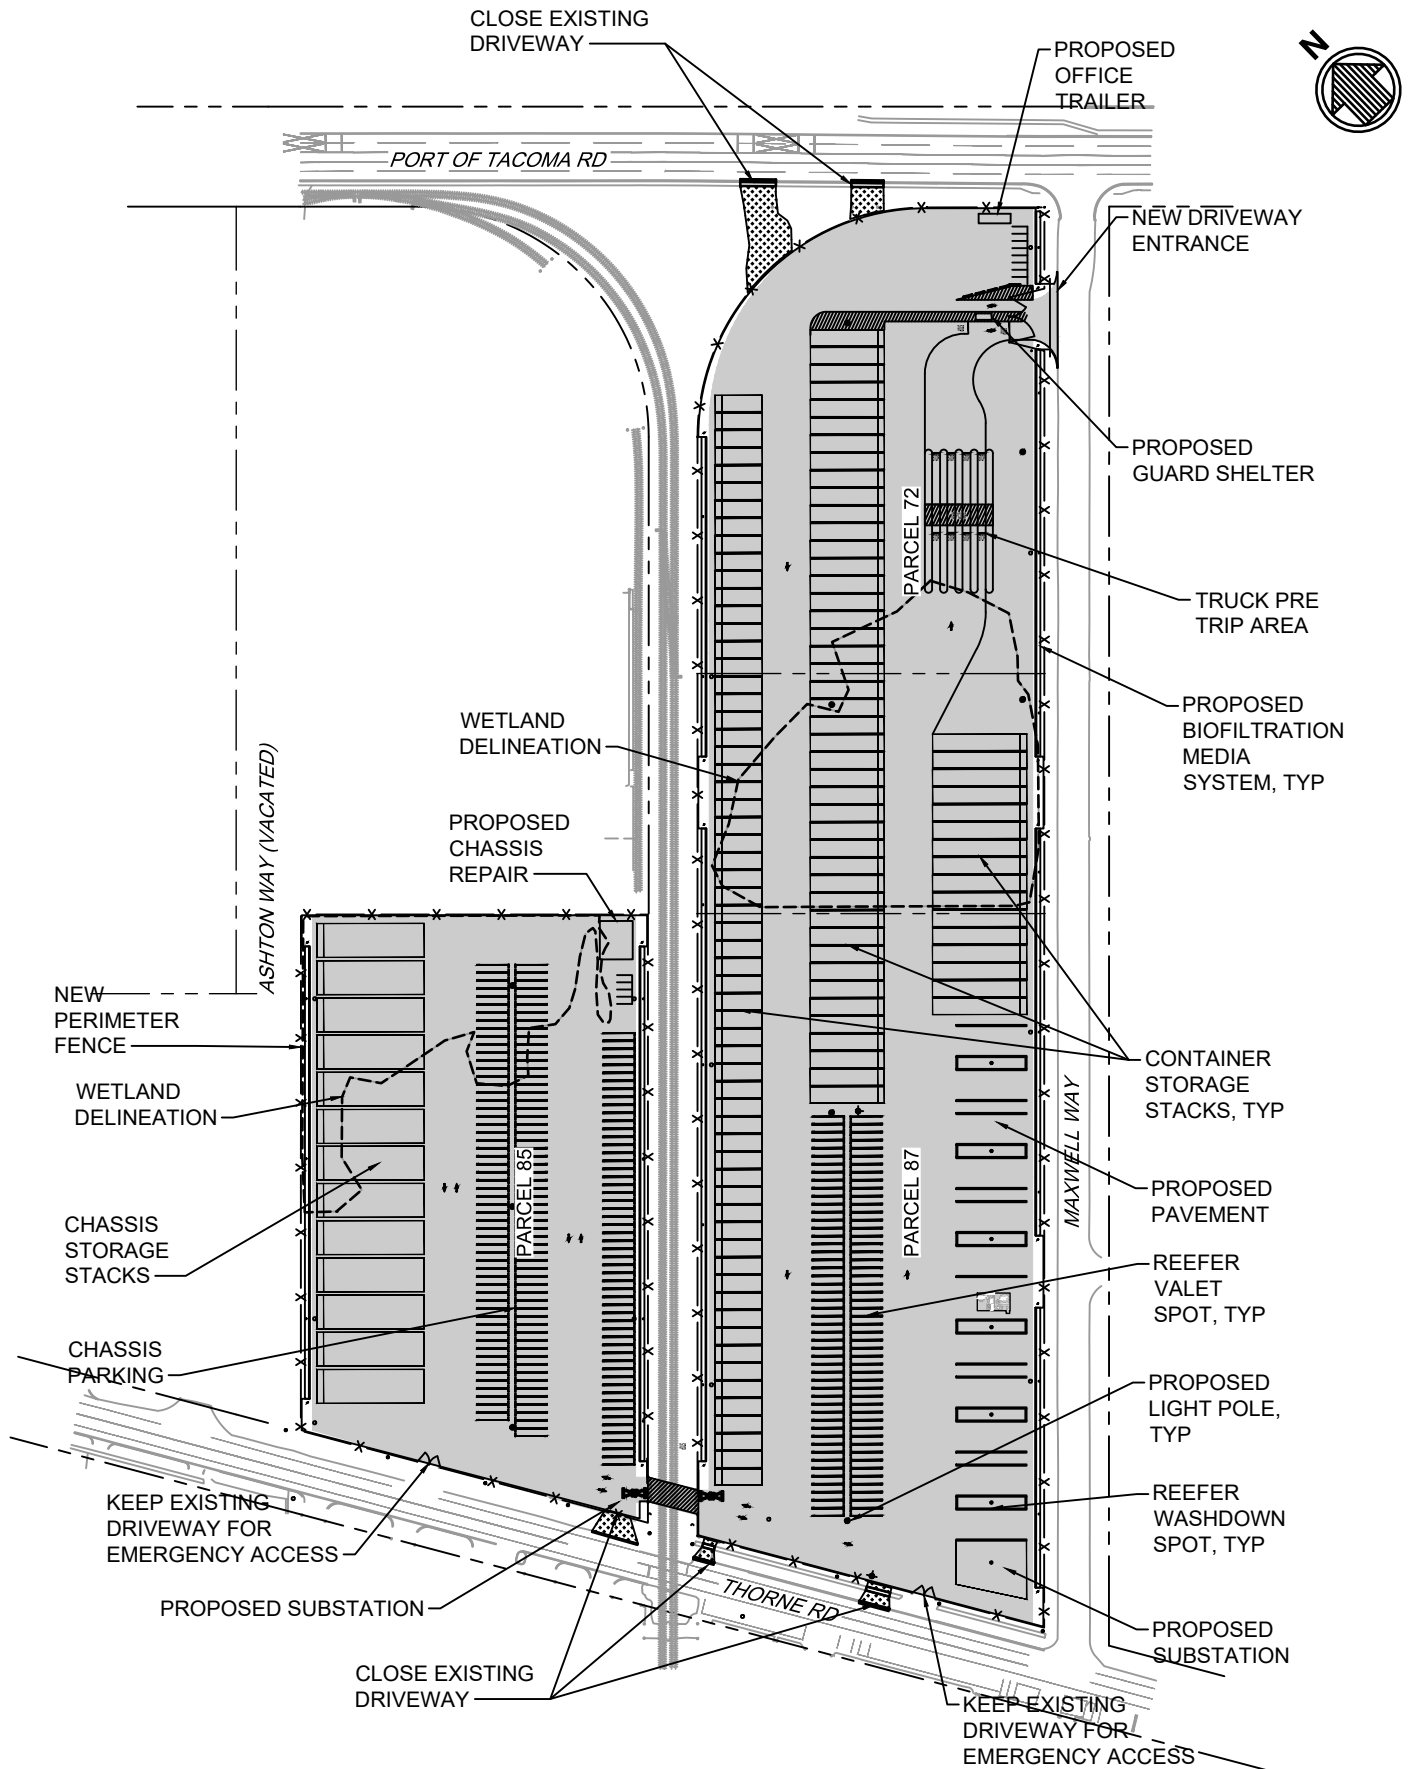 CLOSE EXISTING
DRIVEWAY
PROPOSED
OFFICE
TRAILER
N
PORT OF TACOMA RD
NEW DRIVEWAY
ENTRANCE
PROPOSED
GUARD SHELTER
PARCEL 72
TRUCK PRE
TRIP AREA
WETLAND
DELINEATION
PROPOSED
BIOFILTRATION
MEDIA
SYSTEM, TYP
ASHTON WAY (VACATED)
PROPOSED
CHASSIS
REPAIR
NEW
PERIMETER
FENCE
WETLAND
DELINEATION
CONTAINER
STORAGE
STACKS, TYP
MAXWELL WAY
PARCEL 85
PARCEL 87
PROPOSED
PAVEMENT
CHASSIS
STORAGE
STACKS
REEFER
VALET
SPOT, TYP
CHASSIS
PARKING
PROPOSED
LIGHT POLE,
TYP
KEEP EXISTING
DRIVEWAY FOR
EMERGENCY ACCESS
REEFER
WASHDOWN
SPOT, TYP
PROPOSED SUBSTATION
THORNE RD
PROPOSED
SUBSTATION
CLOSE EXISTING
DRIVEWAY
KEEP EXISTING
DRIVEWAY FOR
EMERGENCY ACCESS